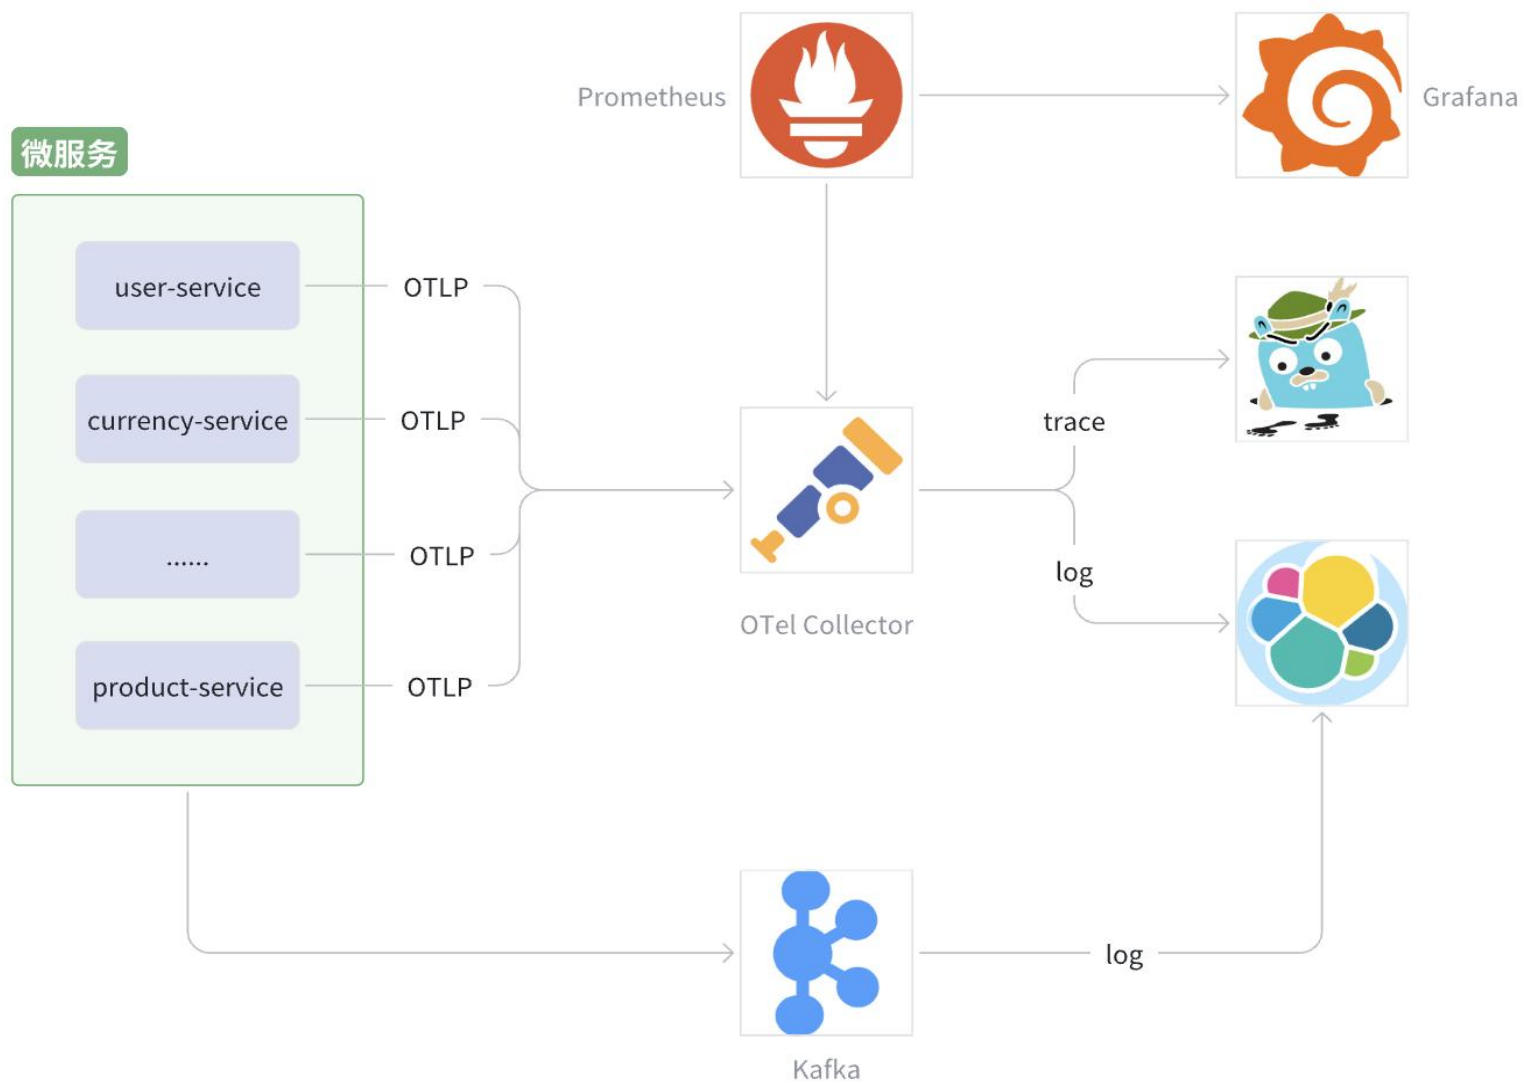 Prometheus
Grafana
微服务
user-service
OTLP
currency-service
OTLP
trace
......
OTLP
log
OTel Collector
product-service
OTLP
log
Kafka